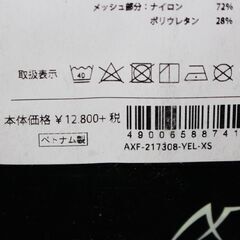 メッシュ部分：ナイロン 72%
ポリウレタン 28%
取扱表示 40
本体価格 ¥12,800+税
ベトナム製
4900658874
AXF-217308-YEL-XS